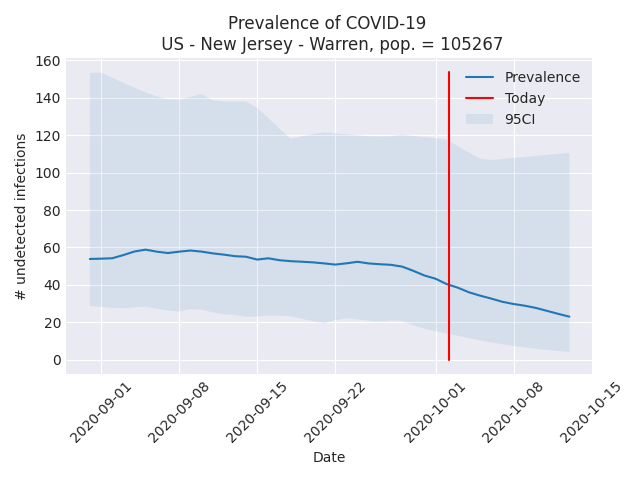 Prevalence of COVID-19
US - New Jersey - Warren, pop. = 105267
160
140
120
100
80
60
40
20
0
# undetected infections
Prevalence
Today
95CI
2020-09-01
2020-09-08
2020-09-15
2020-09-22
2020-10-01
2020-10-08
2020-10-15
Date